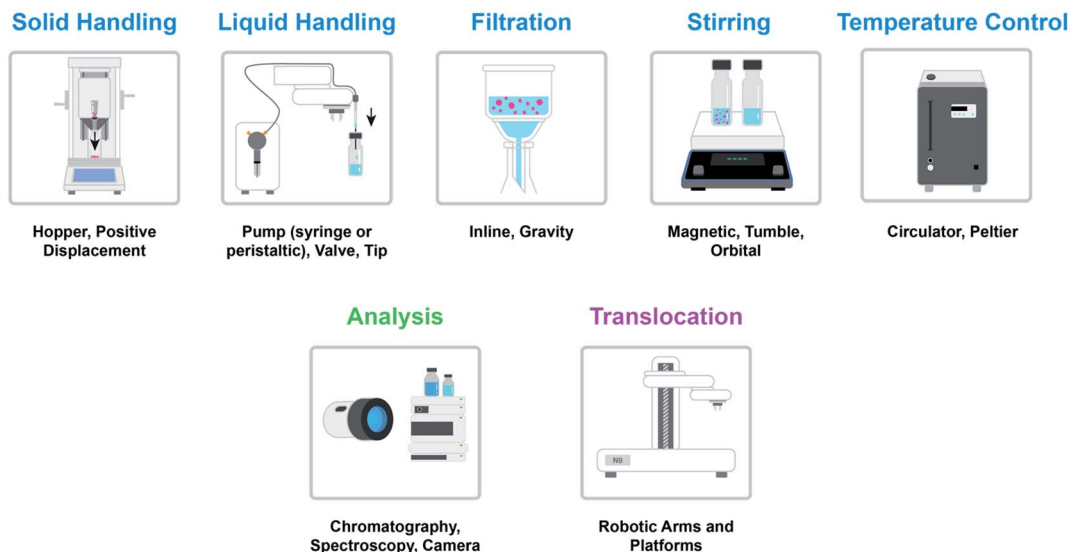 Solid Handling
Liquid Handling
Filtration
Stirring
Temperature Control
Hopper, Positive
Displacement
Pump (syringe or
peristaltic), Valve, Tip
Inline, Gravity
Magnetic, Tumble,
Orbital
Circulator, Peltier
Analysis
Translocation
N9
Chromatography,
Spectroscopy, Camera
Robotic Arms and
Platforms